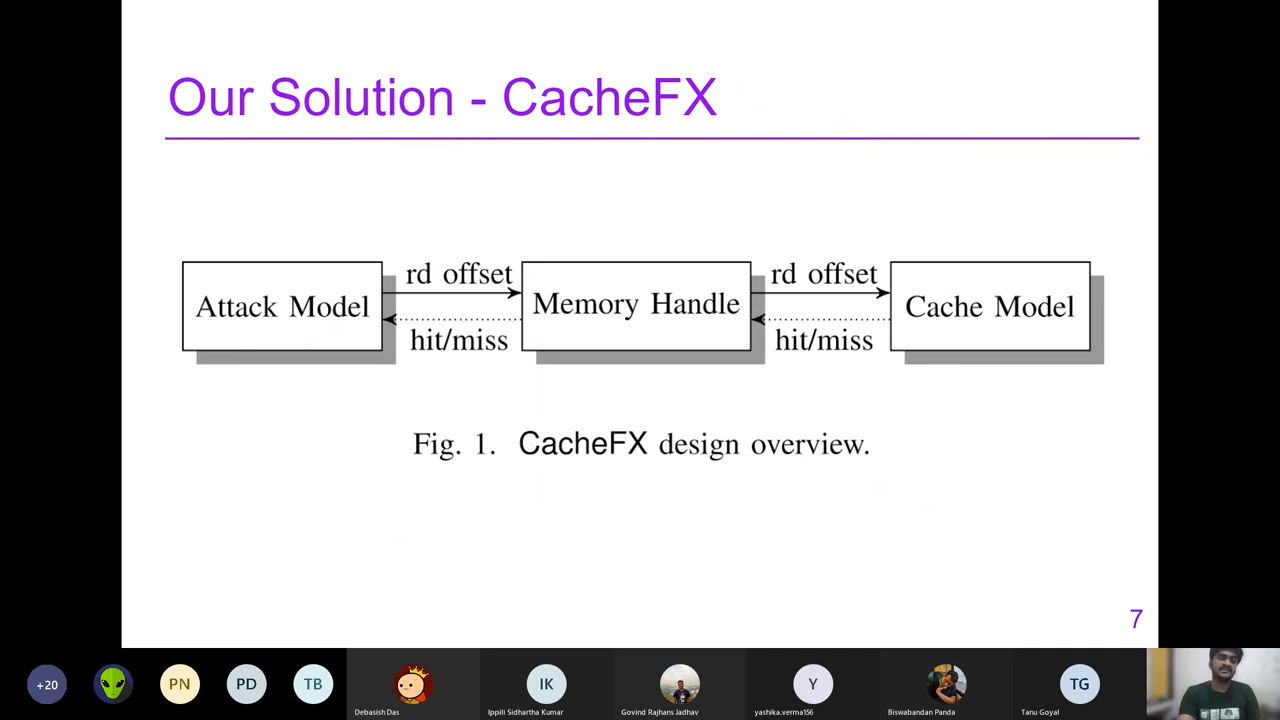 Our Solution - CacheFX
rd offset
rd offset
Attack Model
Memory Handle
Cache Model
hit/miss
hit/miss
Fig. 1. CacheFX design overview.
7
+20
PN
PD
TB
IK
Y
TG
Debasish Das
Ippili Sidhartha Kumar
Govind Rajhans Jadhav
yashika.verma156
Biswabandan Panda
Tanu Goyal